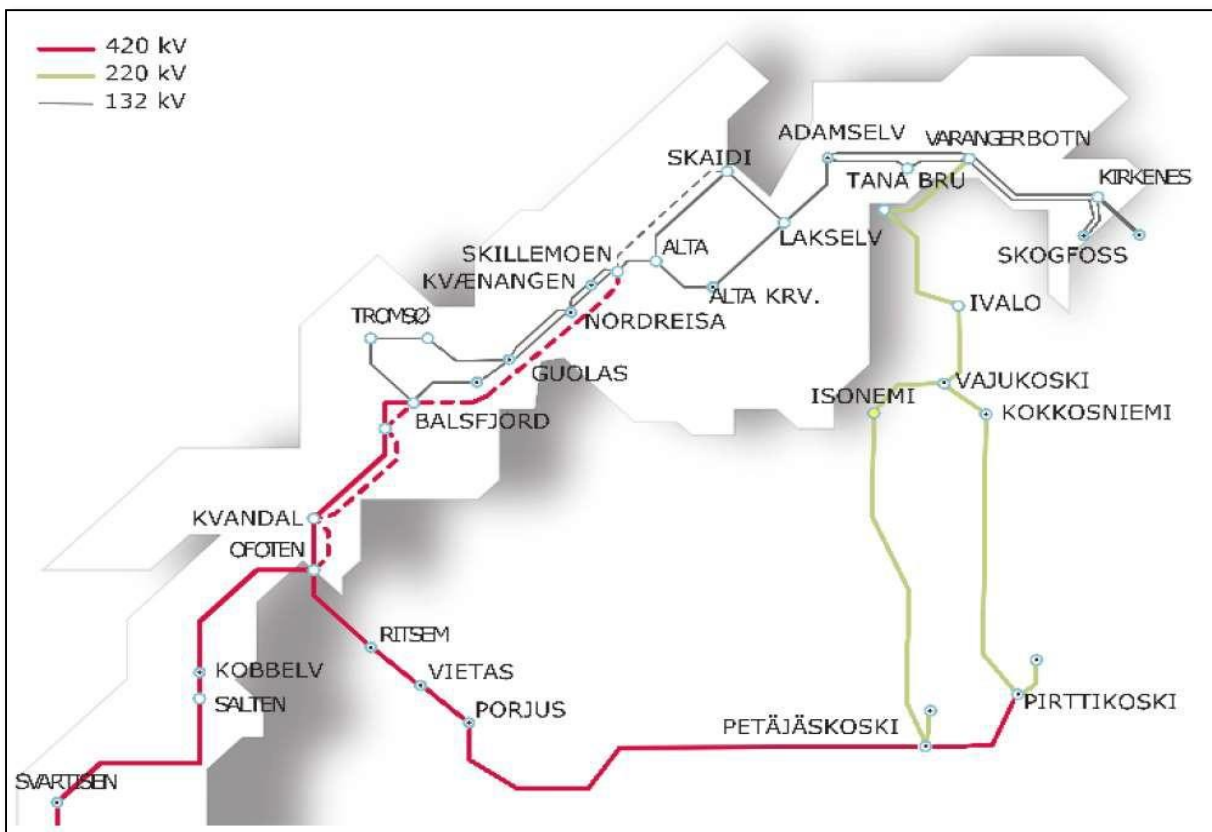 420 kV
220 kV
132 kV
ADAMSELV
VARANGERBOTN
SKAIDI
TANA BRU
KIRKENES
SKILLEMOEN
ALTA
LAKSELV
SKOGFOSS
KVÆNANGEN
ALTA KRV.
TROMSØ
NORDREISA
IVALO
GUOLAS
VAJUKOSKI
ISONEMI
BALSFJORD
KOKKOSNIEMI
KVANDAL
OFOTEN
RITSEM
KOBBELV
VIETAS
SALTEN
PORJUS
PETÄJÄSKOSKI
PIRTTIKOSKI
SVARTISEN